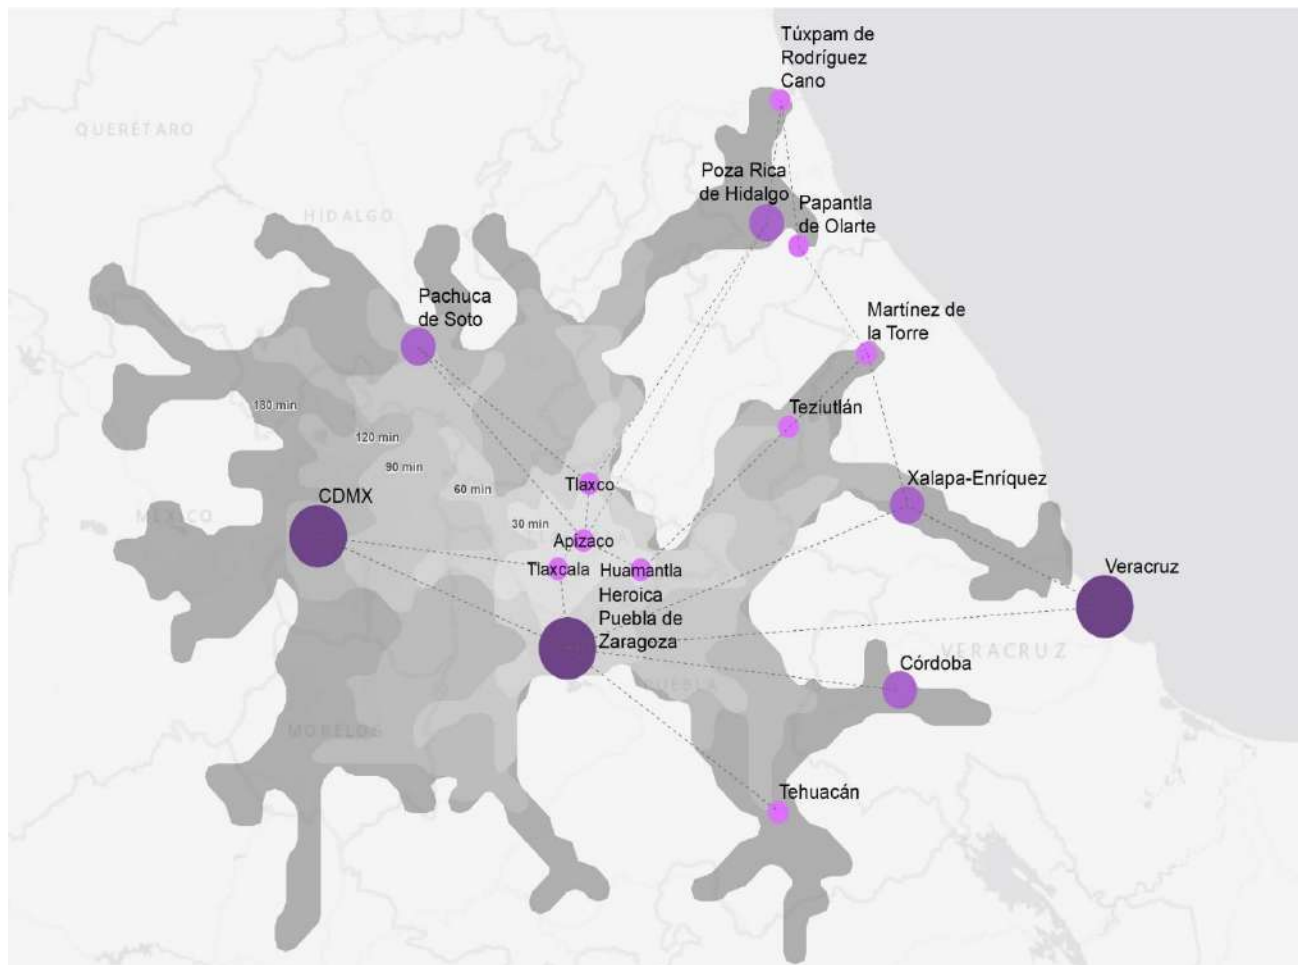 Túxpam de
Rodríguez
Cano
QUERÉTARO
Poza Rica
de Hidalgo
Papantla
de Olarte
HIDALGO
Pachuca
de Soto
Martínez de
la Torre
180 min
Teziutlán
120 min
90 min
60 min
Tlaxco
Xalapa-Enríquez
CDMX
MÉXICO
30 min
Apizaco
Tlaxcala
Huamantla
Veracruz
Heroica
Puebla de
Zaragoza
VERACRUZ
Córdoba
PUEBLA
MORELOS
Tehuacán